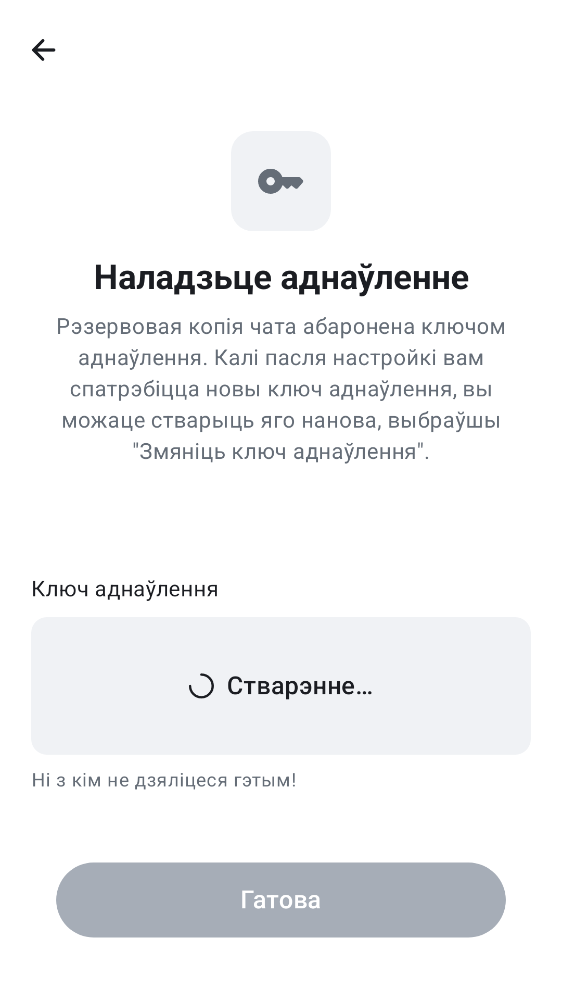 Наладзьце аднаўленне
Рэзервовая копія чата абаронена ключом
аднаўлення. Калі пасля настройкі вам
спатрэбіцца новы ключ аднаўлення, вы
можаце стварыць яго нанова, выбраўшы
"Змяніць ключ аднаўлення".
Ключ аднаўлення
Стварэнне…
Ні з кім не дзяліцеся гэтым!
Гатова